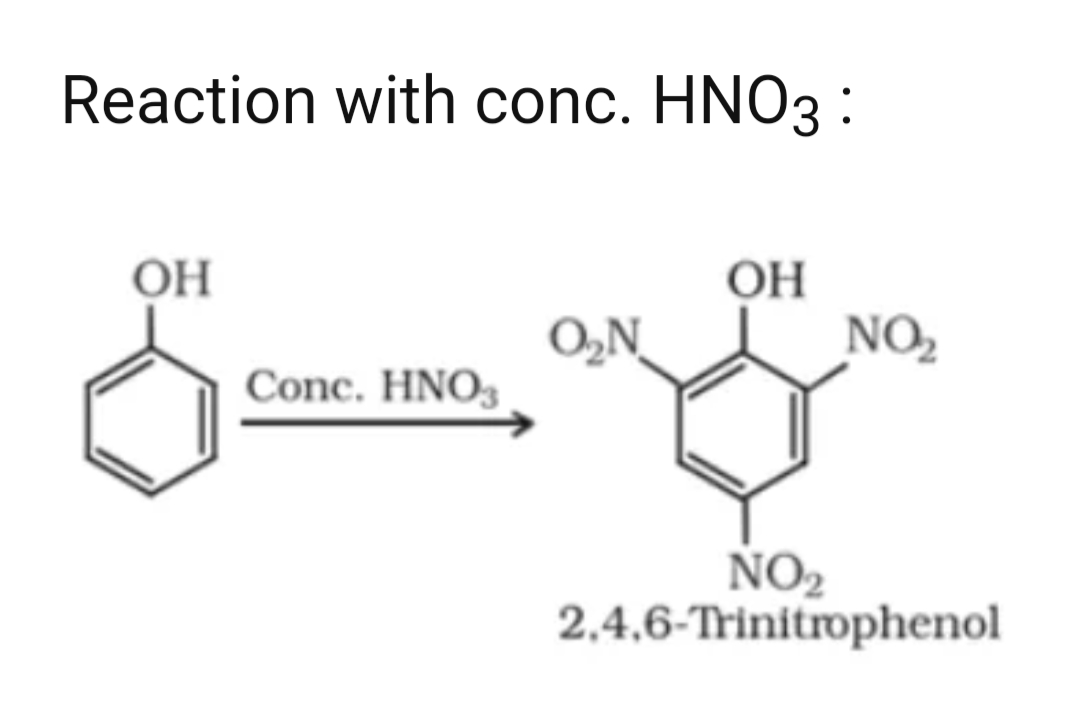 Reaction with conc. HNO3 :
OH
Conc. HNO₃
OH
O₂N
NO₂
NO₂
2,4,6-Trinitrophenol